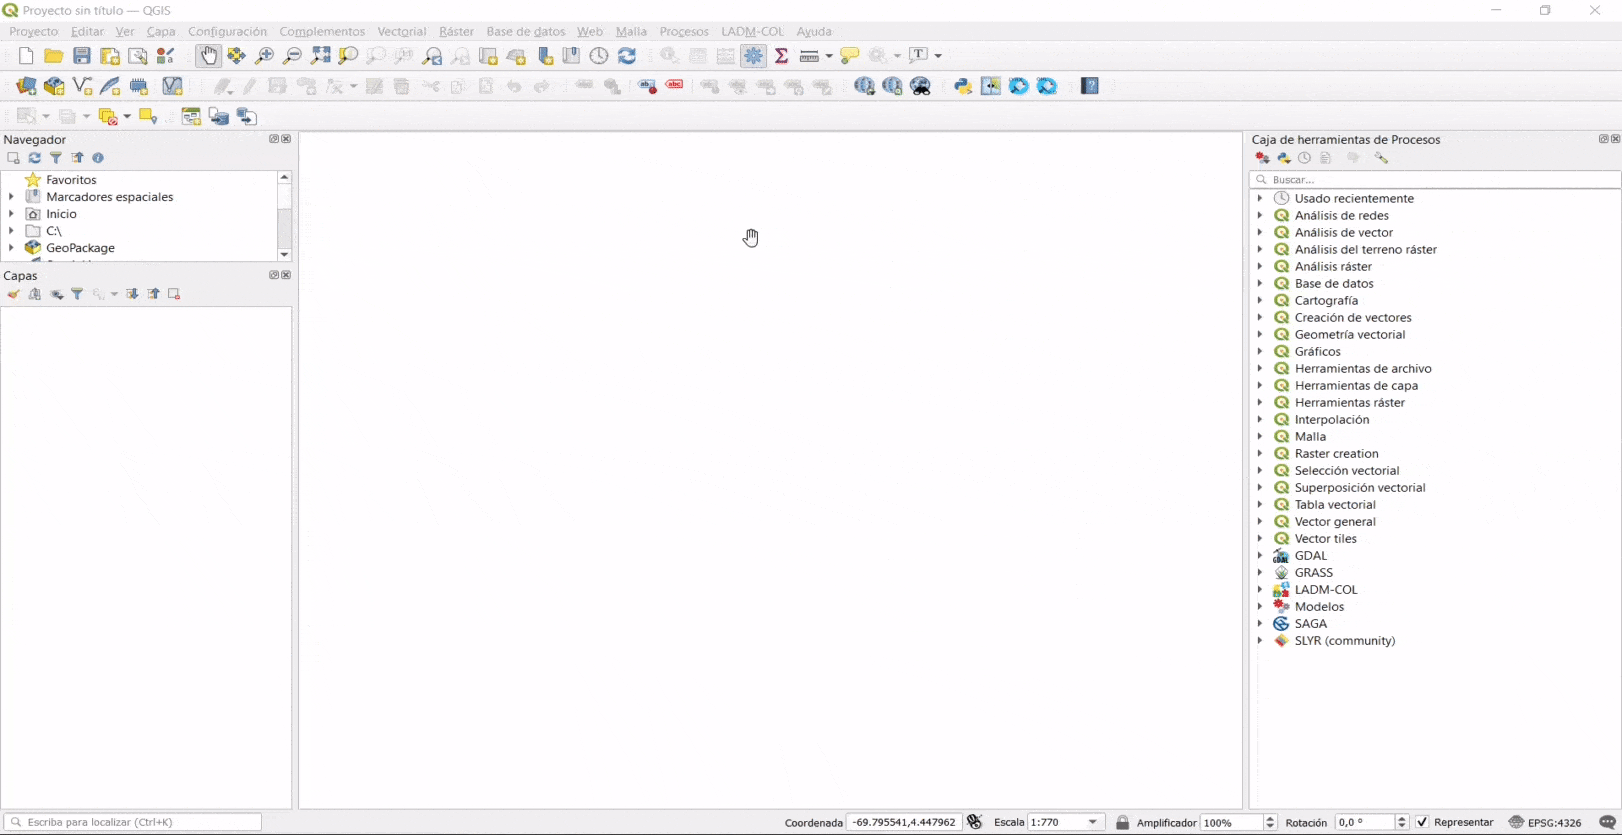 Proyecto sin título — QGIS
Proyecto Editar Ver Capa Configuración Complementos Vectorial Ráster Base de datos Web Malla Procesos LADM-COL Ayuda
T
abc
abc
Navegador
Favoritos
Marcadores espaciales
Inicio
C:\
GeoPackage
Capas
Caja de herramientas de Procesos
Buscar...
Usado recientemente
Análisis de redes
Análisis de vector
Análisis del terreno ráster
Análisis ráster
Base de datos
Cartografía
Creación de vectores
Geometría vectorial
Gráficos
Herramientas de archivo
Herramientas de capa
Herramientas ráster
Interpolación
Malla
Raster creation
Selección vectorial
Superposición vectorial
Tabla vectorial
Vector general
Vector tiles
GDAL
GRASS
LADM-COL
Modelos
SAGA
SLYR (community)
Escriba para localizar (Ctrl+K) Coordenada -69.795541,4.447962 Escala 1:770 Amplificador 100% Rotación 0,0 ° Representar EPSG:4326